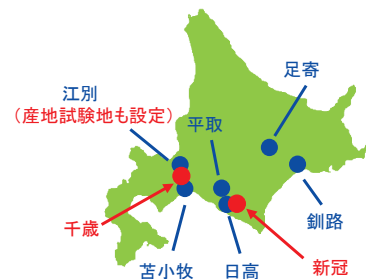 足寄
江別
（産地試験地も設定）
平取
千歳
釧路
苫小牧
日高
新冠